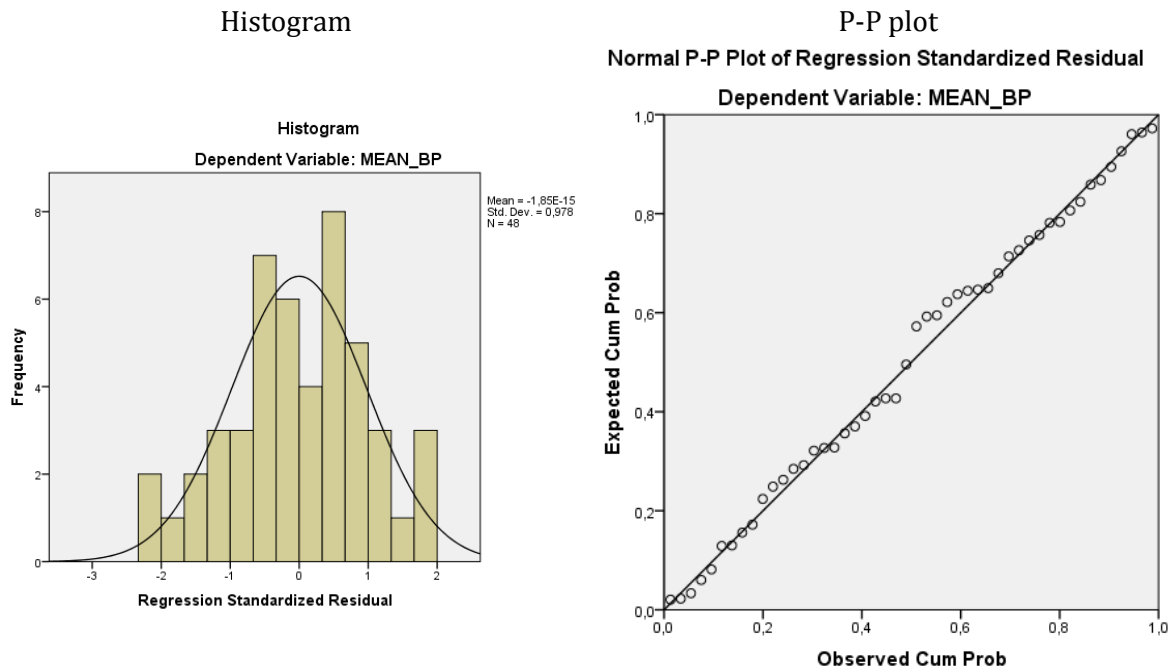 Histogram
P-P plot
Histogram
Dependent Variable: MEAN_BP
Mean = -1,85E-15
Std. Dev. = 0,978
N = 48
Frequency
8
6
4
2
0
-3 -2 -1 0 1 2
Regression Standardized Residual
Normal P-P Plot of Regression Standardized Residual
Dependent Variable: MEAN_BP
Expected Cum Prob
1,0
0,8
0,6
0,4
0,2
0,0
0,0 0,2 0,4 0,6 0,8 1,0
Observed Cum Prob